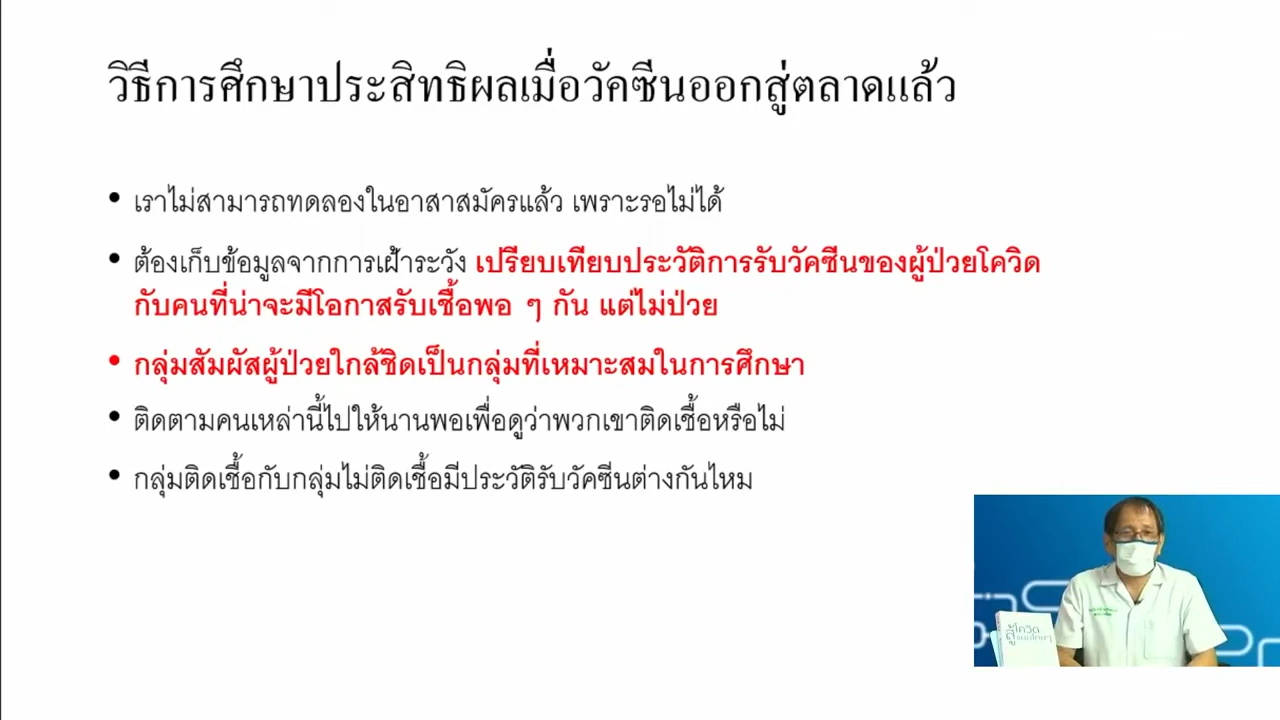 วิธีการศึกษาประสิทธิผลเมื่อวัคซีนออกสู่ตลาดแล้ว
• เราไม่สามารถทดลองในอาสาสมัครแล้ว เพราะรอไม่ได้
• ต้องเก็บข้อมูลจากการเฝ้าระวัง เปรียบเทียบประวัติการรับวัคซีนของผู้ป่วยโควิด
กับคนที่น่าจะมีโอกาสรับเชื้อพอ ๆ กัน แต่ไม่ป่วย
• กลุ่มสัมผัสผู้ป่วยใกล้ชิดเป็นกลุ่มที่เหมาะสมในการศึกษา
• ติดตามคนเหล่านี้ไปให้นานพอเพื่อดูว่าพวกเขาติดเชื้อหรือไม่
• กลุ่มติดเชื้อกับกลุ่มไม่ติดเชื้อมีประวัติรับวัคซีนต่างกันไหม
สู้โควิด
แบบไทยๆ